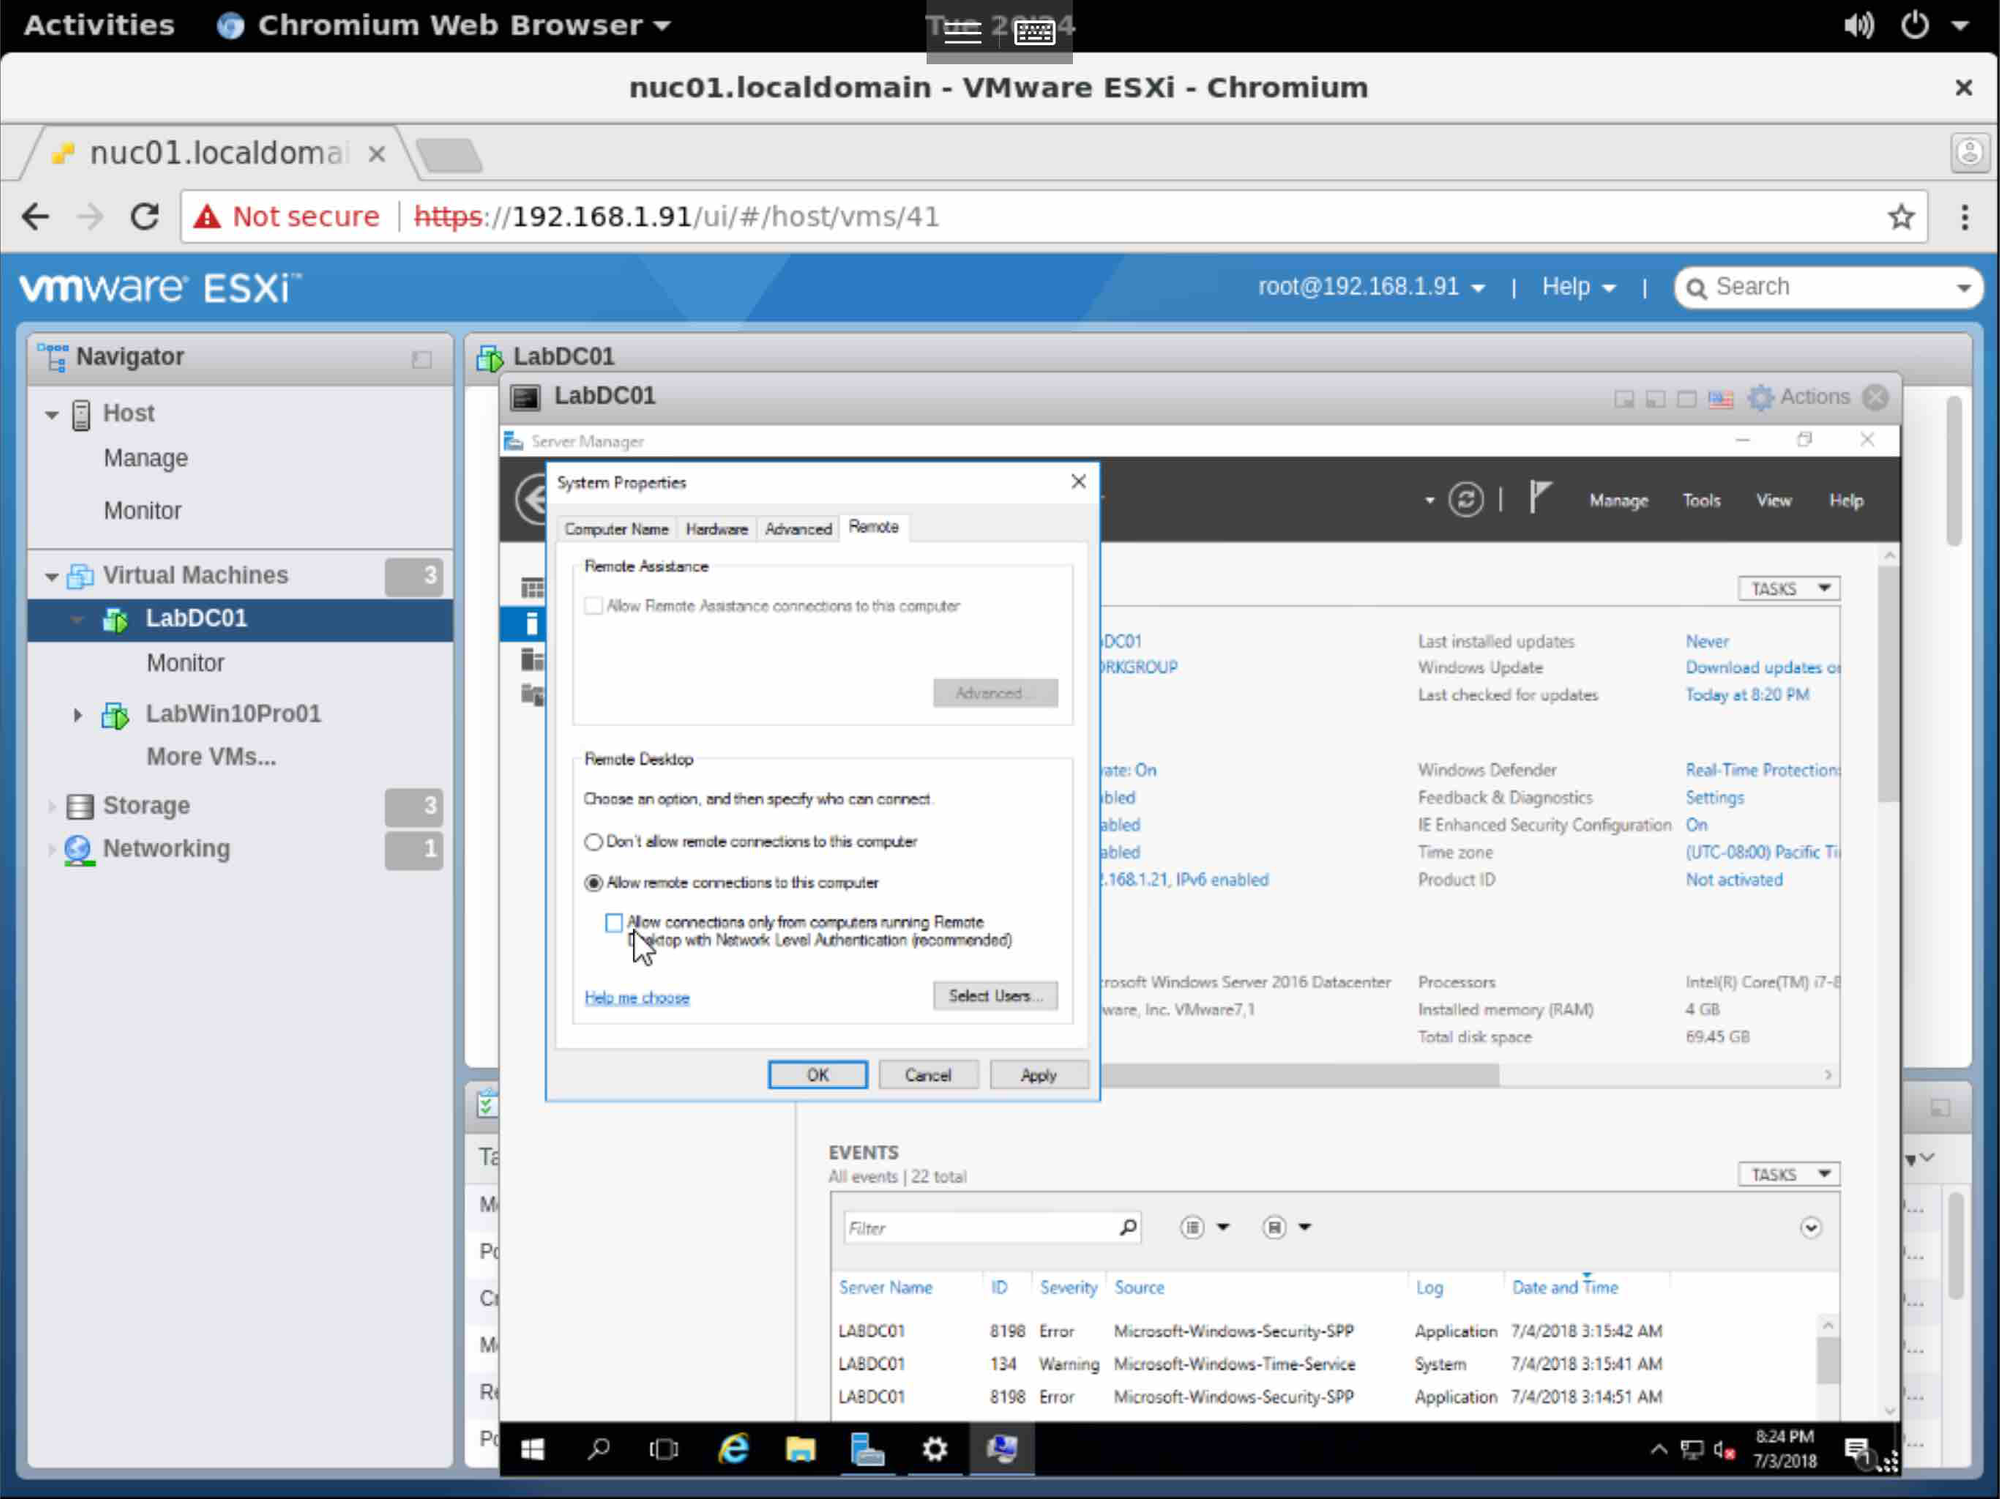 Activities Chromium Web Browser
nuc01.localdomain - VMware ESXi - Chromium
nuc01.localdomai
Not secure https://192.168.1.91/ui/#/host/vms/41
vmware ESXi™ root@192.168.1.91 | Help | Search
Navigator
Host
Manage
Monitor
Virtual Machines 3
LabDC01
Monitor
LabWin10Pro01
More VMs...
Storage 3
Networking 1
LabDC01
LabDC01 Actions
Server Manager
Manage Tools View Help
System Properties
Computer Name Hardware Advanced Remote
Remote Assistance
Allow Remote Assistance connections to this computer
Advanced...
Remote Desktop
Choose an option, and then specify who can connect.
Don't allow remote connections to this computer
Allow remote connections to this computer
Allow connections only from computers running Remote
Desktop with Network Level Authentication (recommended)
Help me choose Select Users...
OK Cancel Apply
TASKS
DC01 Last installed updates Never
RKGROUP Windows Update Download updates
Last checked for updates Today at 8:20 PM
ate: On Windows Defender Real-Time Protection:
bled Feedback & Diagnostics Settings
abled IE Enhanced Security Configuration On
abled Time zone (UTC-08:00) Pacific Ti
.168.1.21, IPv6 enabled Product ID Not activated
rosoft Windows Server 2016 Datacenter Processors Intel(R) Core(TM) i7-8
ware, Inc. VMware7,1 Installed memory (RAM) 4 GB
Total disk space 69.45 GB
EVENTS
All events | 22 total
TASKS
Filter
Server Name ID Severity Source Log Date and Time
LABDC01 8198 Error Microsoft-Windows-Security-SPP Application 7/4/2018 3:15:42 AM
LABDC01 134 Warning Microsoft-Windows-Time-Service System 7/4/2018 3:15:41 AM
LABDC01 8198 Error Microsoft-Windows-Security-SPP Application 7/4/2018 3:14:51 AM
8:24 PM
7/3/2018